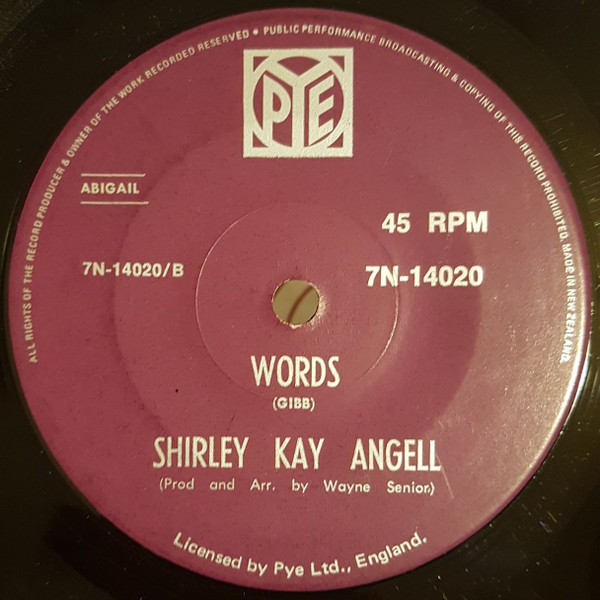 ALL RIGHTS OF THE RECORD PRODUCER & OWNER OF THE WORK RECORDED RESERVED • PUBLIC PERFORMANCE BROADCASTING & COPYING OF THIS RECORD PROHIBITED. MADE IN NEW ZEALAND.
PYE
ABIGAIL
45 RPM
7N-14020/B
7N-14020
WORDS
(GIBB)
SHIRLEY KAY ANGELL
(Prod and Arr. by Wayne Senior.)
Licensed by Pye Ltd., England.